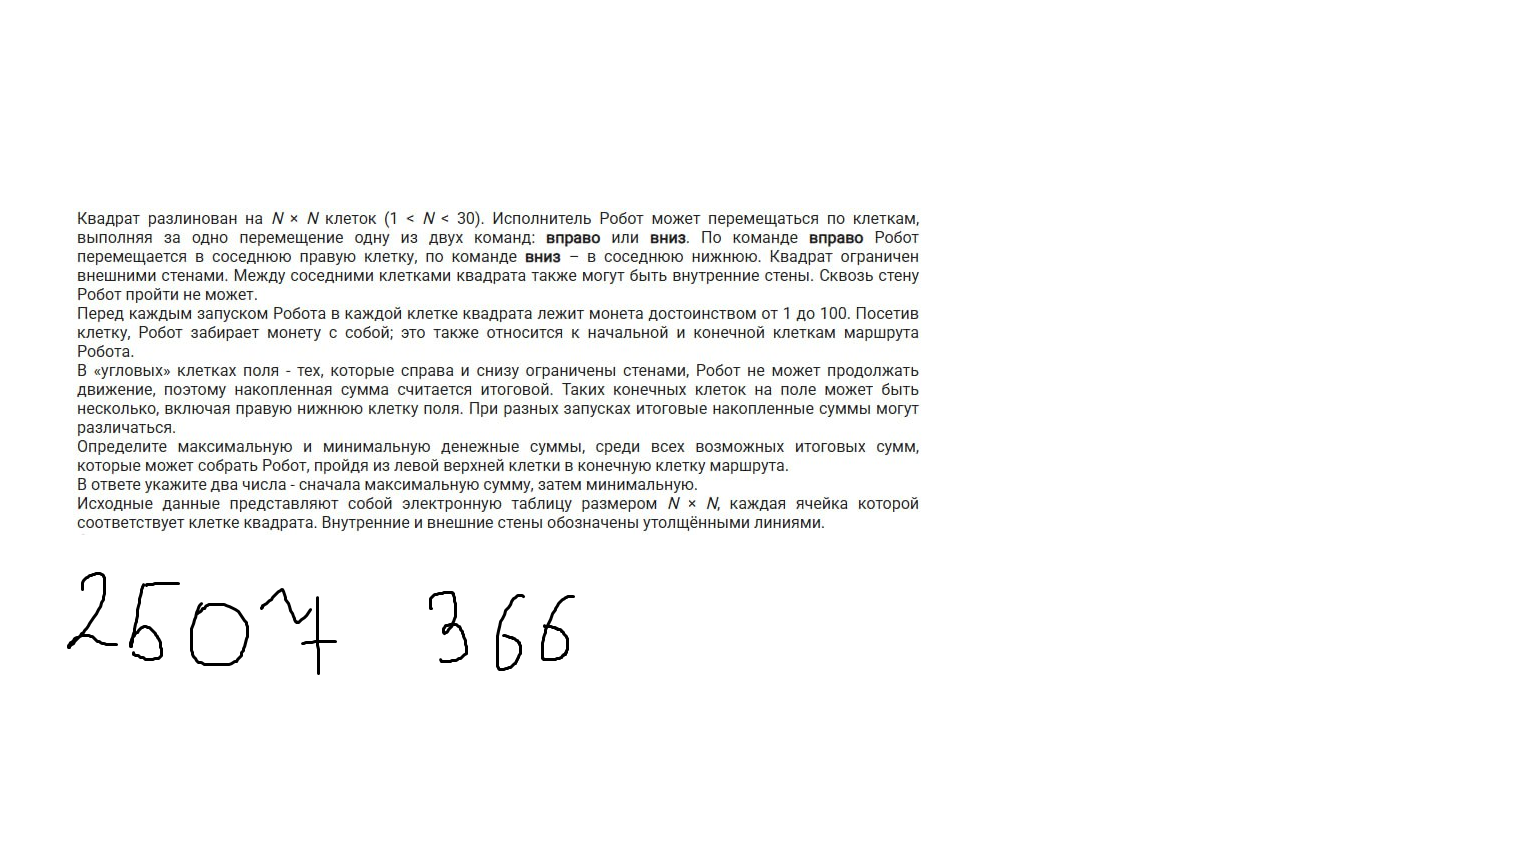 Квадрат разлинован на N × N клеток (1 < N < 30). Исполнитель Робот может перемещаться по клеткам,
выполняя за одно перемещение одну из двух команд: вправо или вниз. По команде вправо Робот
перемещается в соседнюю правую клетку, по команде вниз – в соседнюю нижнюю. Квадрат ограничен
внешними стенами. Между соседними клетками квадрата также могут быть внутренние стены. Сквозь стену
Робот пройти не может.
Перед каждым запуском Робота в каждой клетке квадрата лежит монета достоинством от 1 до 100. Посетив
клетку, Робот забирает монету с собой; это также относится к начальной и конечной клеткам маршрута
Робота.
В «угловых» клетках поля - тех, которые справа и снизу ограничены стенами, Робот не может продолжать
движение, поэтому накопленная сумма считается итоговой. Таких конечных клеток на поле может быть
несколько, включая правую нижнюю клетку поля. При разных запусках итоговые накопленные суммы могут
различаться.
Определите максимальную и минимальную денежные суммы, среди всех возможных итоговых сумм,
которые может собрать Робот, пройдя из левой верхней клетки в конечную клетку маршрута.
В ответе укажите два числа - сначала максимальную сумму, затем минимальную.
Исходные данные представляют собой электронную таблицу размером N × N, каждая ячейка которой
соответствует клетке квадрата. Внутренние и внешние стены обозначены утолщёнными линиями.
2507 366